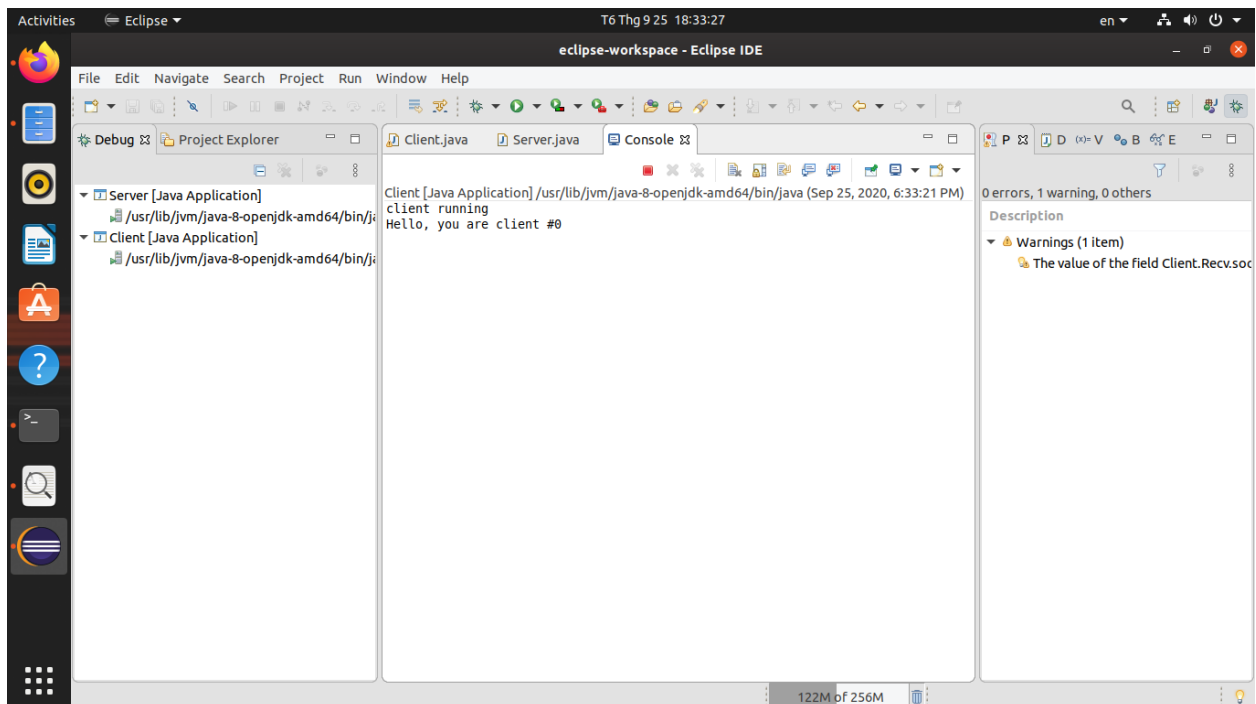 Activities Eclipse T6 Thg 9 25 18:33:27 en
eclipse-workspace - Eclipse IDE
File Edit Navigate Search Project Run Window Help
Debug Project Explorer
Client.java Server.java Console
P D (x)= V B E
Server [Java Application]
/usr/lib/jvm/java-8-openjdk-amd64/bin/ja
Client [Java Application]
/usr/lib/jvm/java-8-openjdk-amd64/bin/ja
Client [Java Application] /usr/lib/jvm/java-8-openjdk-amd64/bin/java (Sep 25, 2020, 6:33:21 PM)
client running
Hello, you are client #0
0 errors, 1 warning, 0 others
Description
Warnings (1 item)
The value of the field Client.Recv.soc
122M of 256M